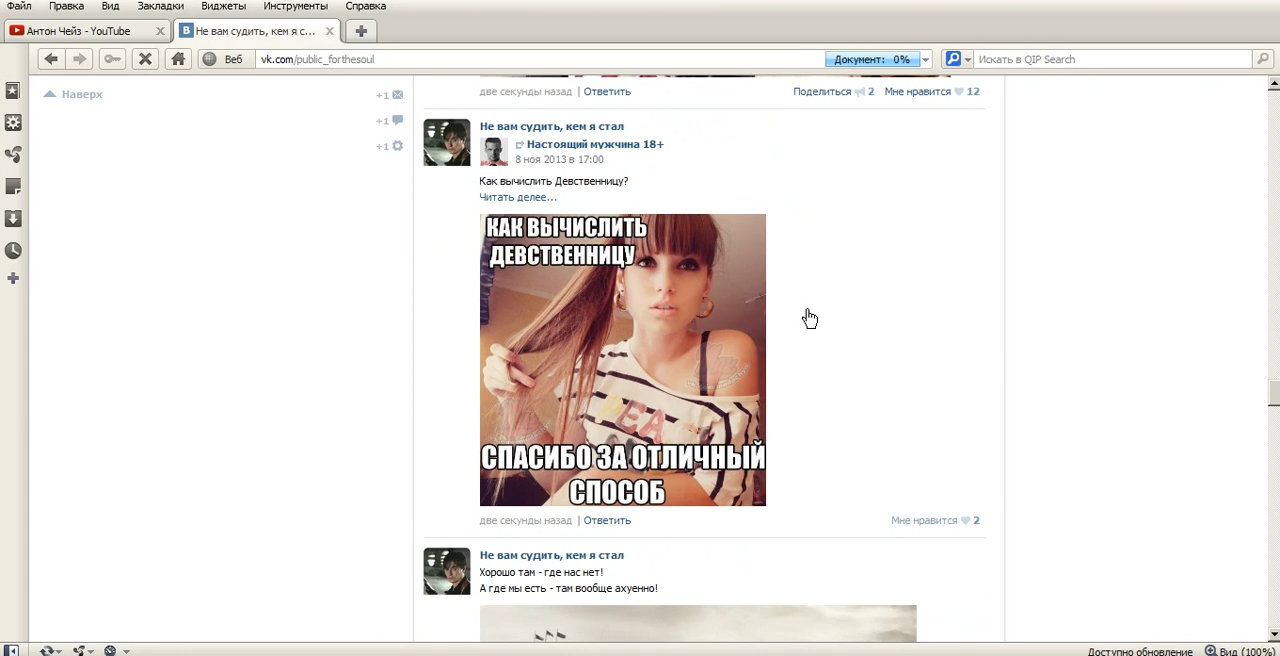 Файл Правка Вид Закладки Виджеты Инструменты Справка
Антон Чейз - YouTube
Не вам судить, кем я с...
Веб
vk.com/public_forthesoul
Документ: 0%
Искать в QIP Search
Наверх
+1
+1
+1
две секунды назад | Ответить
Поделиться 2 Мне нравится 12
Не вам судить, кем я стал
Настоящий мужчина 18+
8 ноя 2013 в 17:00
Как вычислить Девственницу?
Читать делее...
КАК ВЫЧИСЛИТЬ
ДЕВСТВЕННИЦУ
СПАСИБО ЗА ОТЛИЧНЫЙ
СПОСОБ
две секунды назад | Ответить
Мне нравится 2
Не вам судить, кем я стал
Хорошо там - где нас нет!
А где мы есть - там вообще ахуенно!
Доступно обновление
Вид (100%)